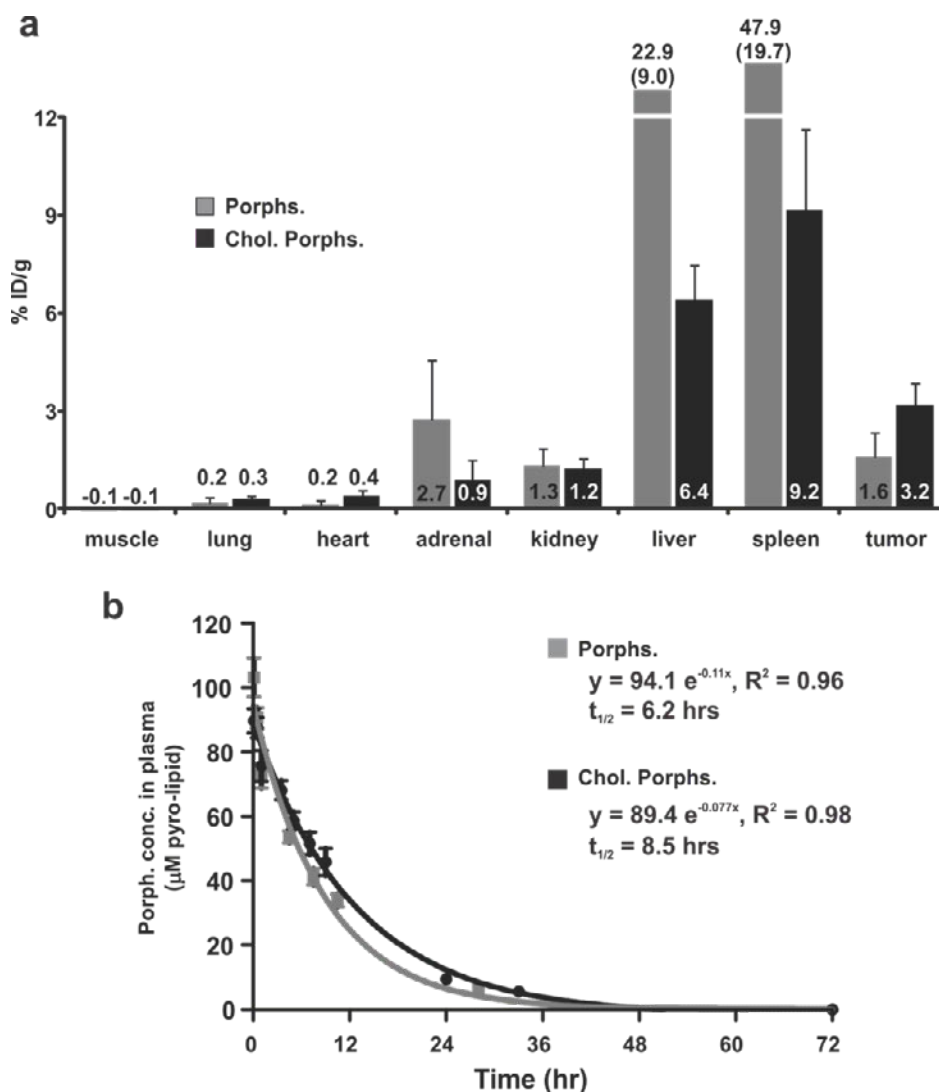 a
22.9
(9.0)
47.9
(19.7)
12
9
6
3
0
% ID/g
Porphs.
Chol. Porphs.
-0.1 -0.1
0.2 0.3
0.2 0.4
2.7 0.9
1.3 1.2
6.4
9.2
1.6 3.2
muscle lung heart adrenal kidney liver spleen tumor
b
120
100
80
60
40
20
0
Porph. conc. in plasma
(μM pyro-lipid)
Porphs.
y = 94.1 e^-0.11x, R² = 0.96
t1/2 = 6.2 hrs
Chol. Porphs.
y = 89.4 e^-0.077x, R² = 0.98
t1/2 = 8.5 hrs
0 12 24 36 48 60 72
Time (hr)